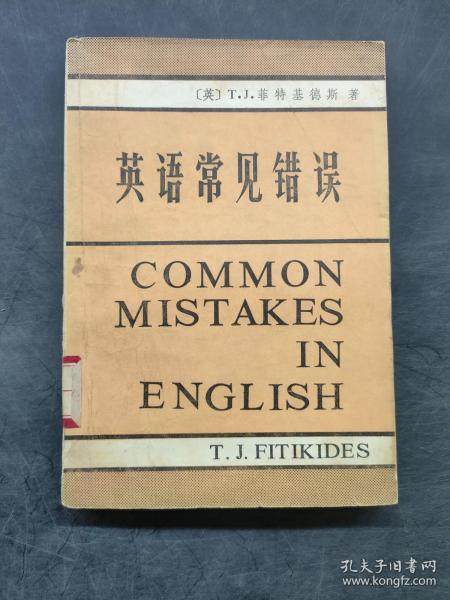 〔英〕T.J.菲特基德斯 著
英语常见错误
COMMON
MISTAKES
IN
ENGLISH
T. J. FITIKIDES
孔夫子旧书网
www.kongfz.com